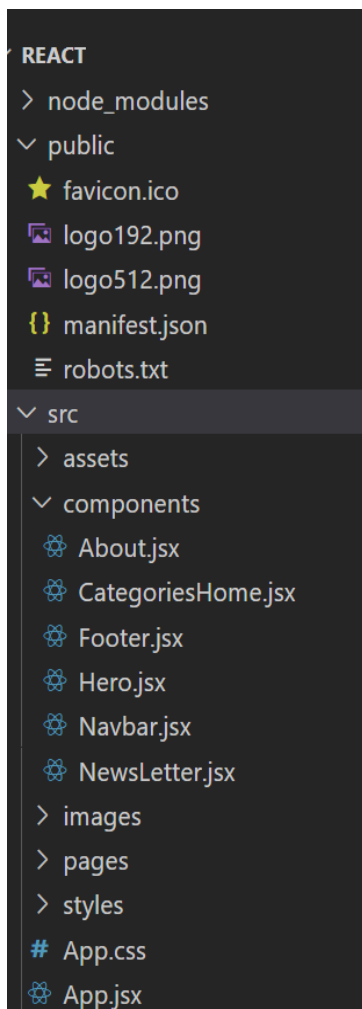 REACT
node_modules
public
favicon.ico
logo192.png
logo512.png
{} manifest.json
robots.txt
src
assets
components
About.jsx
CategoriesHome.jsx
Footer.jsx
Hero.jsx
Navbar.jsx
NewsLetter.jsx
images
pages
styles
# App.css
App.jsx